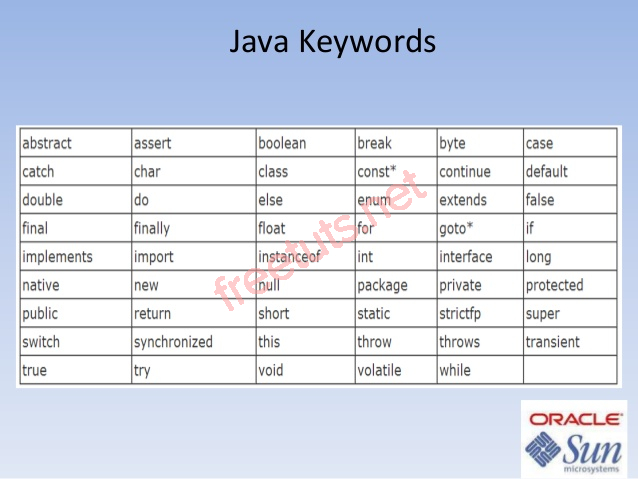 Java Keywords
abstract assert boolean break byte case
catch char class const* continue default
double do else enum extends false
final finally float for goto* if
implements import instanceof int interface long
native new null package private protected
public return short static strictfp super
switch synchronized this throw throws transient
true try void volatile while
freetuts.net
ORACLE
Sun
microsystems